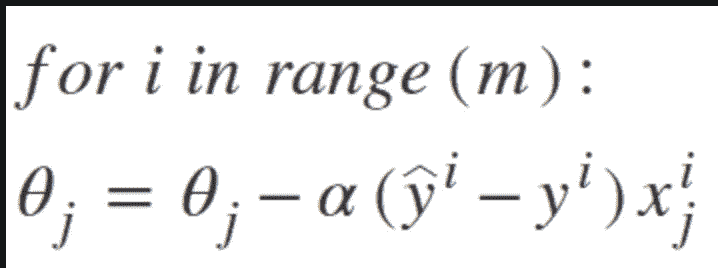 for i in range (m):
θ_j = θ_j − α (ŷ^i − y^i) x_j^i